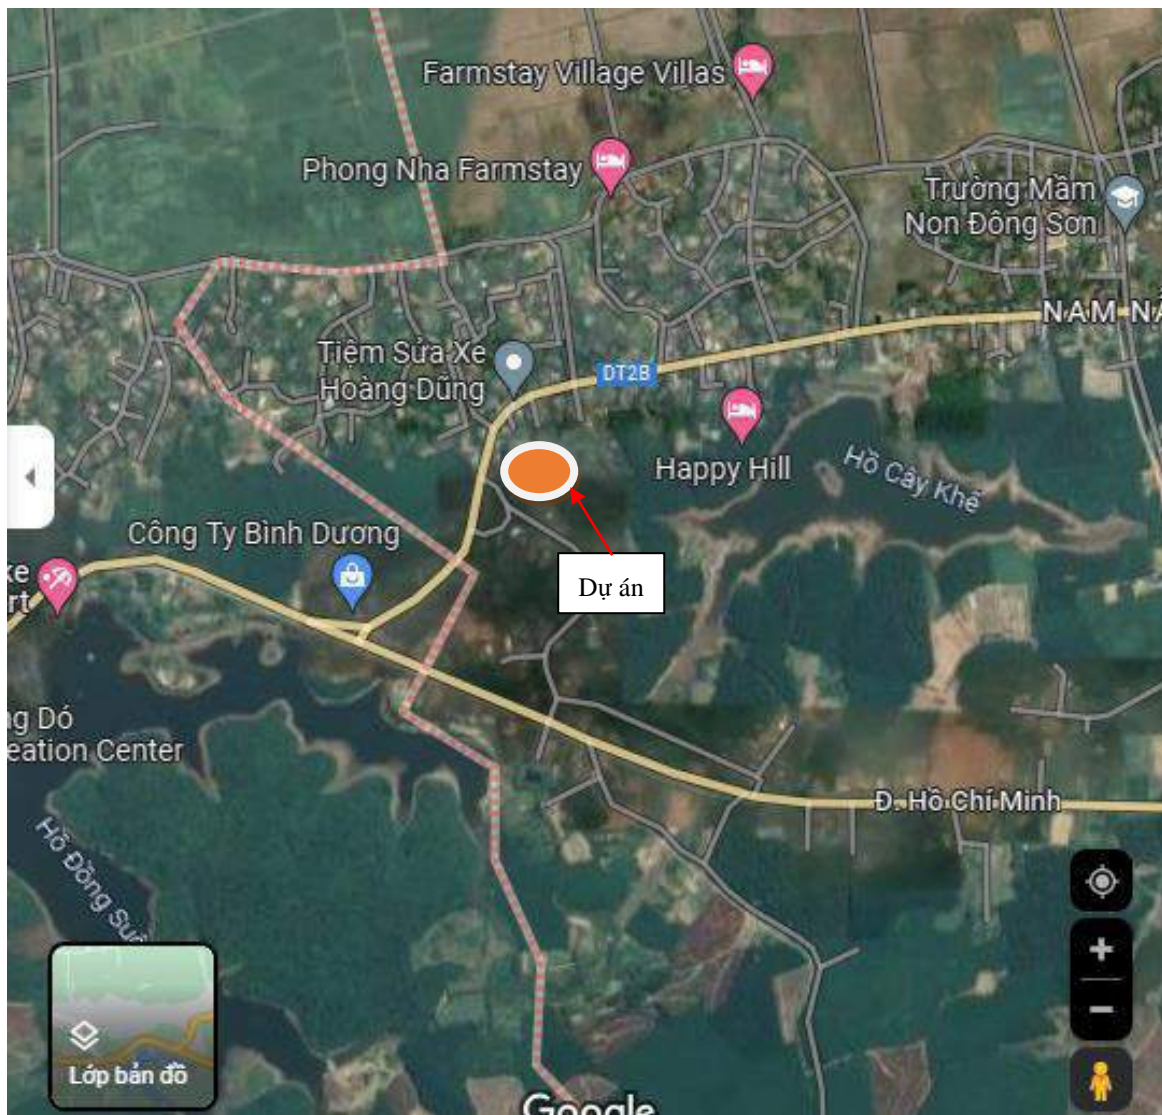 Farmstay Village Villas
Phong Nha Farmstay
Trường Mầm
Non Đông Sơn
NAM
Tiệm Sửa Xe
Hoàng Dũng
DT2B
Happy Hill
Hồ Cây Khế
Công Ty Bình Dương
ke
rt
Dự án
ng Dó
eation Center
Đ. Hồ Chí Minh
Hồ Đồng Suô
Lớp bản đồ
Google